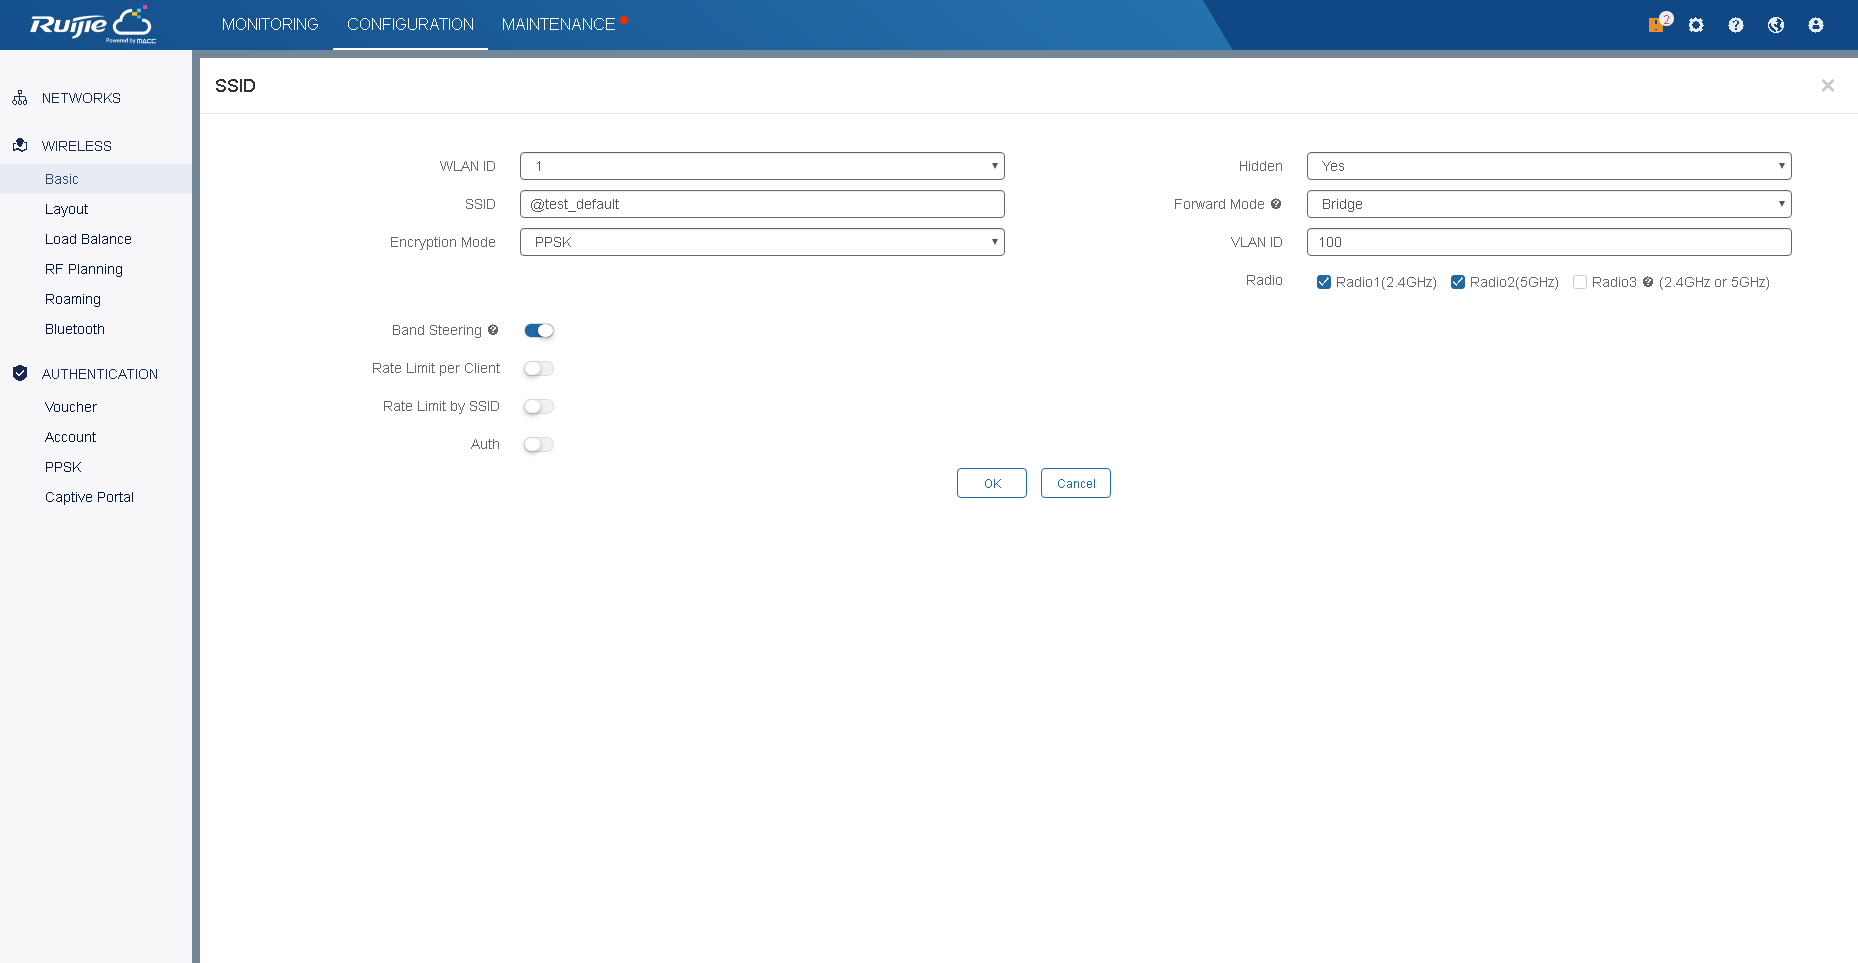 Ruijie
Powered by MACC
MONITORING CONFIGURATION MAINTENANCE
2
NETWORKS
WIRELESS
Basic
Layout
Load Balance
RF Planning
Roaming
Bluetooth
AUTHENTICATION
Voucher
Account
PPSK
Captive Portal
SSID
WLAN ID 1
SSID @test_default
Encryption Mode PPSK
Hidden Yes
Forward Mode Bridge
VLAN ID 100
Radio Radio1(2.4GHz) Radio2(5GHz) Radio3 (2.4GHz or 5GHz)
Band Steering
Rate Limit per Client
Rate Limit by SSID
Auth
OK Cancel